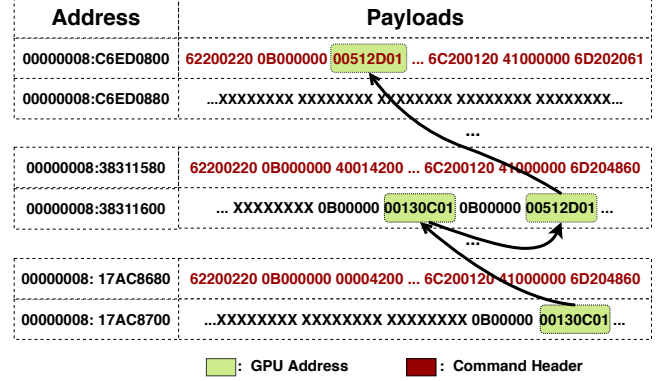 Address Payloads
00000008:C6ED0800 62200220 0B000000 00512D01 ... 6C200120 41000000 6D202061
00000008:C6ED0880 ...XXXXXXXX XXXXXXXX XXXXXXXX XXXXXXXX XXXXXXXX...
...
00000008:38311580 62200220 0B000000 40014200 ... 6C200120 41000000 6D204860
00000008:38311600 ... XXXXXXXX 0B00000 00130C01 0B00000 00512D01 ...
...
00000008: 17AC8680 62200220 0B000000 00004200 ... 6C200120 41000000 6D204860
00000008: 17AC8700 ...XXXXXXXX XXXXXXXX XXXXXXXX 0B00000 00130C01 ...
: GPU Address : Command Header